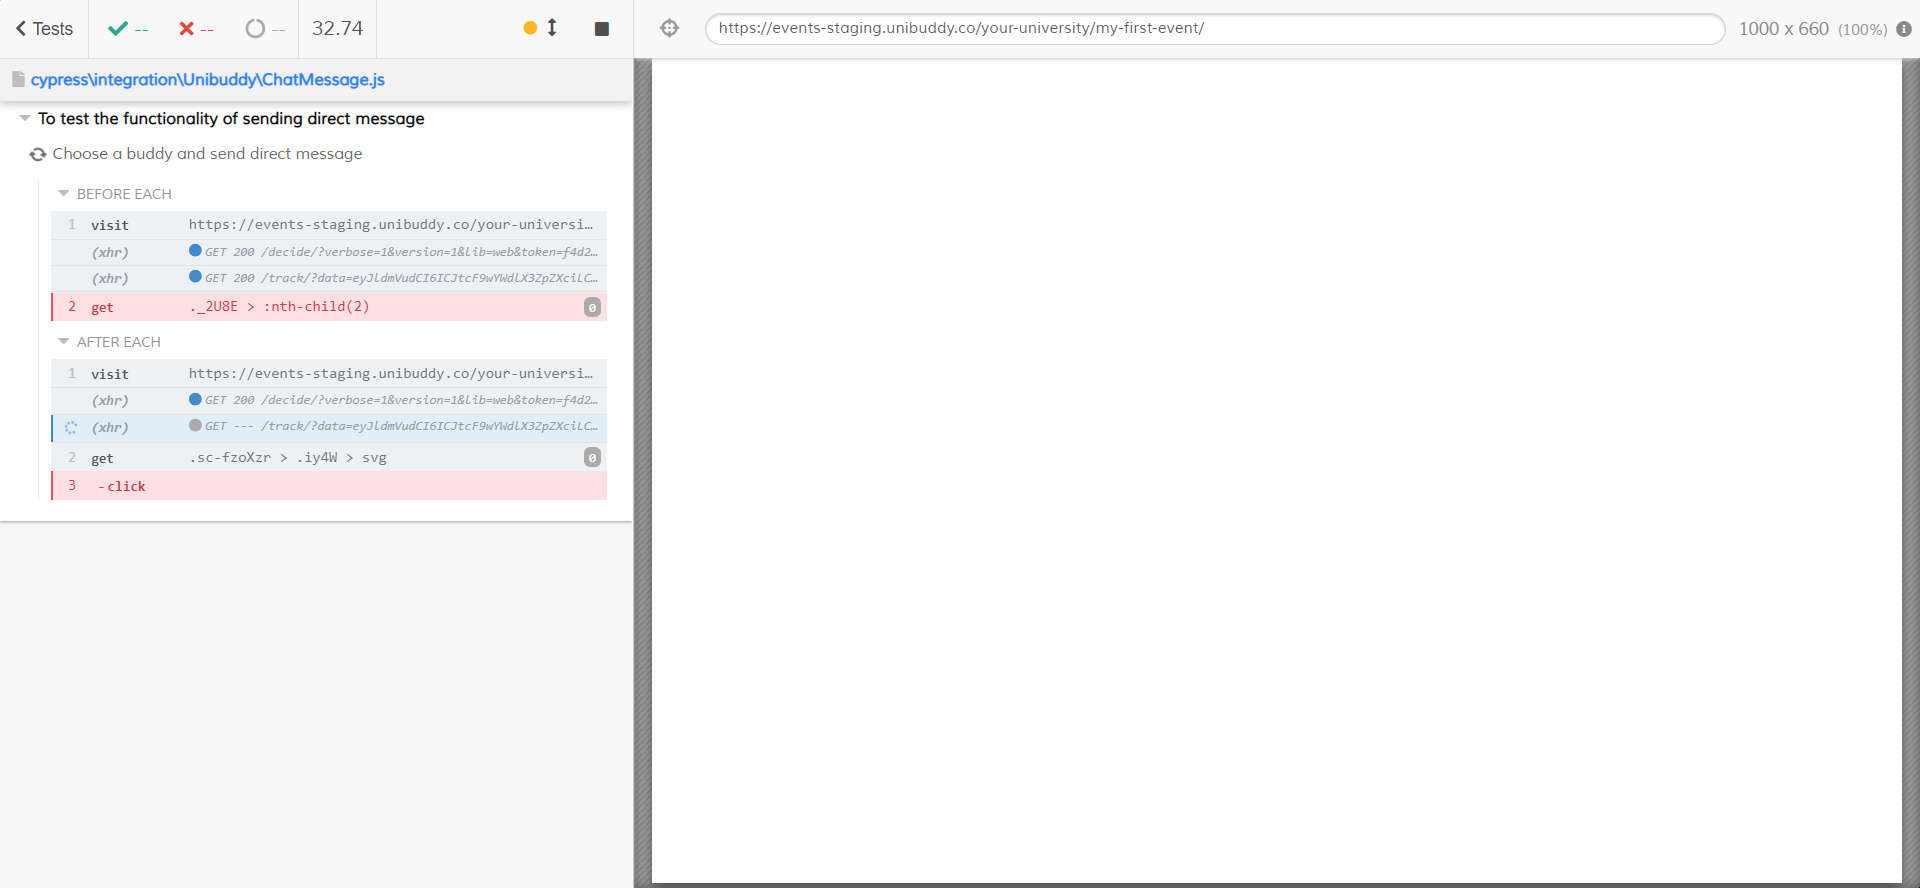 Tests -- -- -- 32.74
https://events-staging.unibuddy.co/your-university/my-first-event/ 1000 x 660 (100%)
cypress\integration\Unibuddy\ChatMessage.js
To test the functionality of sending direct message
Choose a buddy and send direct message
BEFORE EACH
1 visit https://events-staging.unibuddy.co/your-universi…
(xhr) GET 200 /decide/?verbose=1&version=1&lib=web&token=f4d2…
(xhr) GET 200 /track/?data=eyJldmVudCI6ICJtcF9wYWdlX3ZpZXciLC…
2 get ._2U8E > :nth-child(2) 0
AFTER EACH
1 visit https://events-staging.unibuddy.co/your-universi…
(xhr) GET 200 /decide/?verbose=1&version=1&lib=web&token=f4d2…
(xhr) GET --- /track/?data=eyJldmVudCI6ICJtcF9wYWdlX3ZpZXciLC…
2 get .sc-fzoXzr > .iy4W > svg 0
3 -click